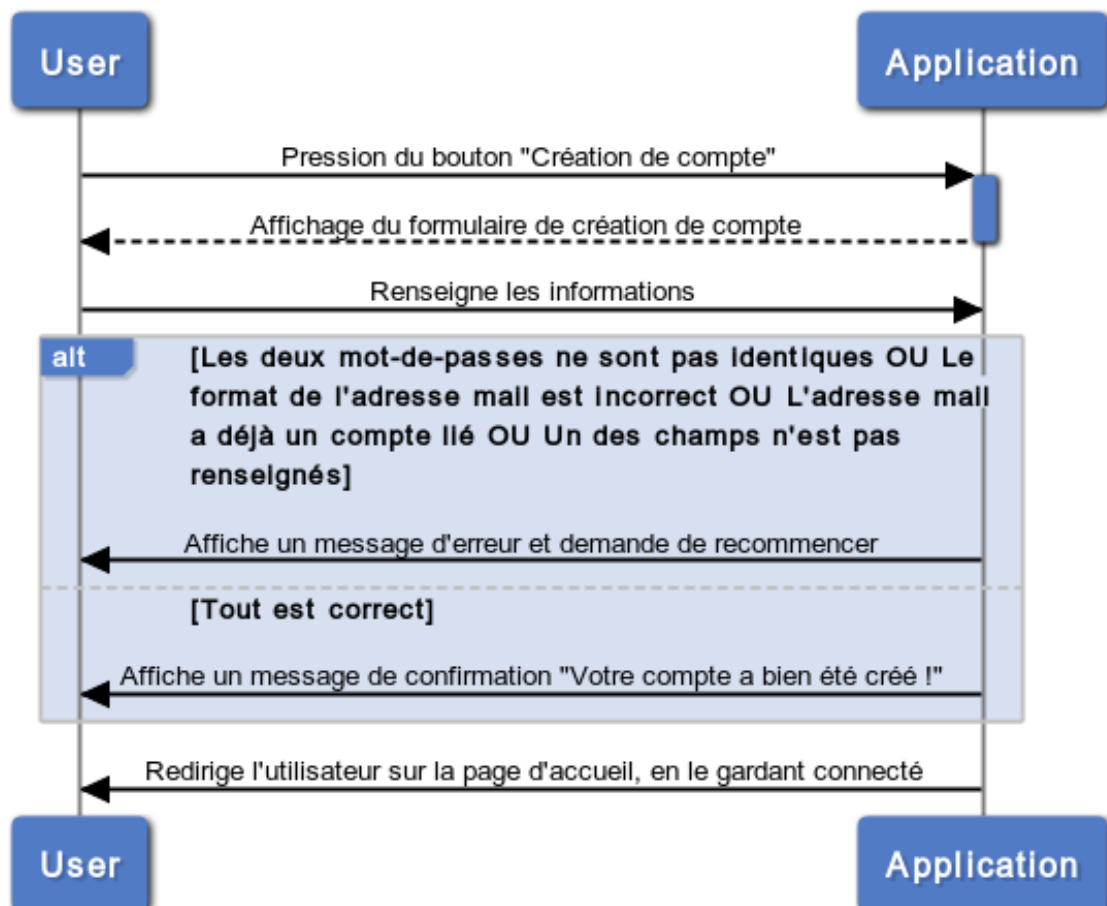 User
Application
Pression du bouton "Création de compte"
Affichage du formulaire de création de compte
Renseigne les informations
alt
[Les deux mot-de-passes ne sont pas identiques OU Le
format de l'adresse mail est incorrect OU L'adresse mail
a déjà un compte lié OU Un des champs n'est pas
renseignés]
Affiche un message d'erreur et demande de recommencer
[Tout est correct]
Affiche un message de confirmation "Votre compte a bien été créé !"
Redirige l'utilisateur sur la page d'accueil, en le gardant connecté
User
Application